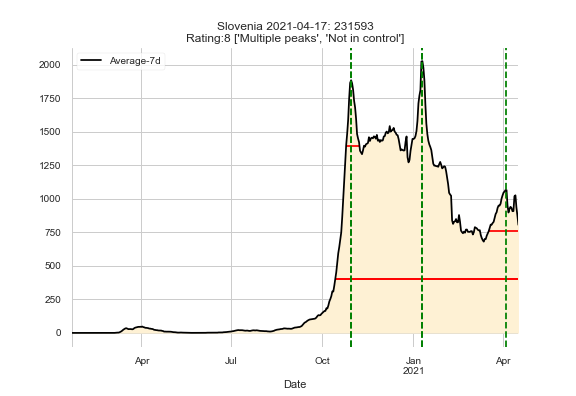 Slovenia 2021-04-17: 231593
Rating:8 ['Multiple peaks', 'Not in control']
Average-7d
2000
1750
1500
1250
1000
750
500
250
0
Apr
Jul
Oct
Jan
2021
Apr
Date